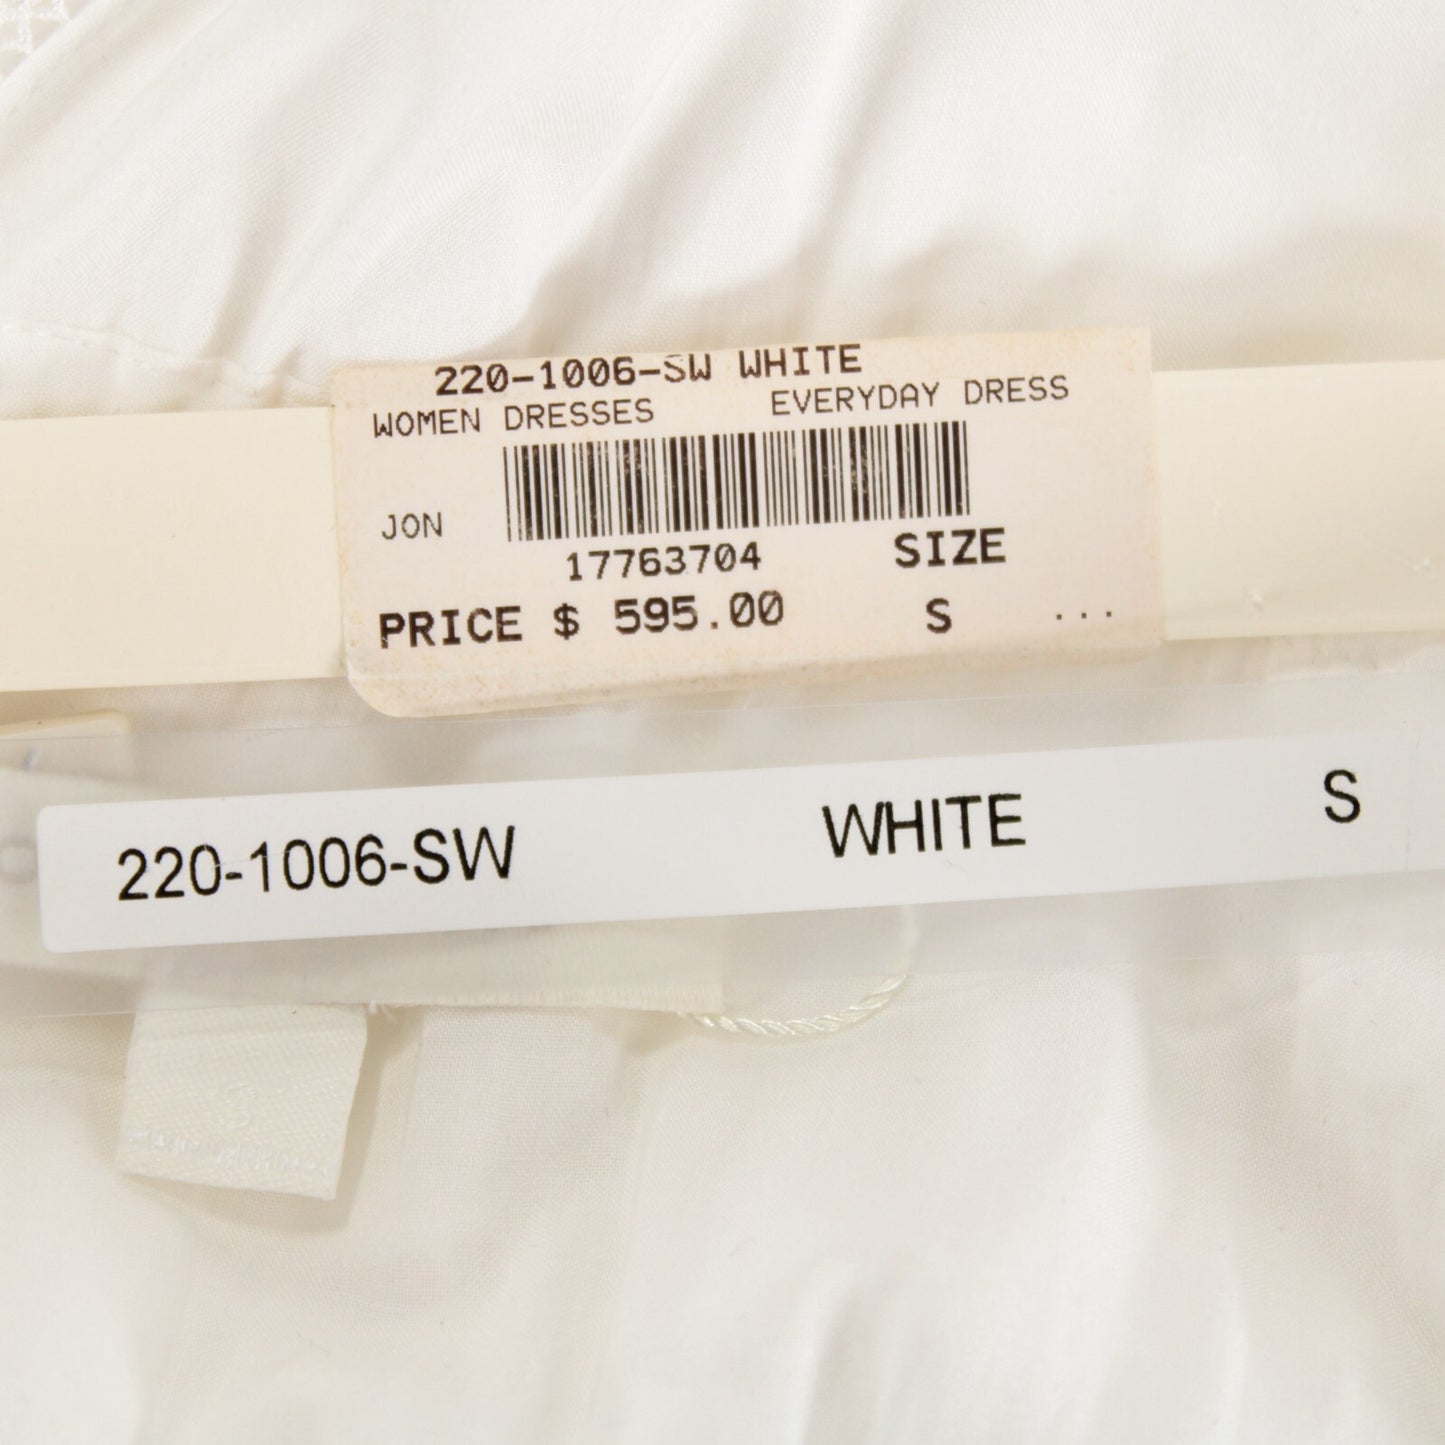 220-1006-SW WHITE
WOMEN DRESSES EVERYDAY DRESS
JON
17763704 SIZE
PRICE $ 595.00 S ...
220-1006-SW WHITE S